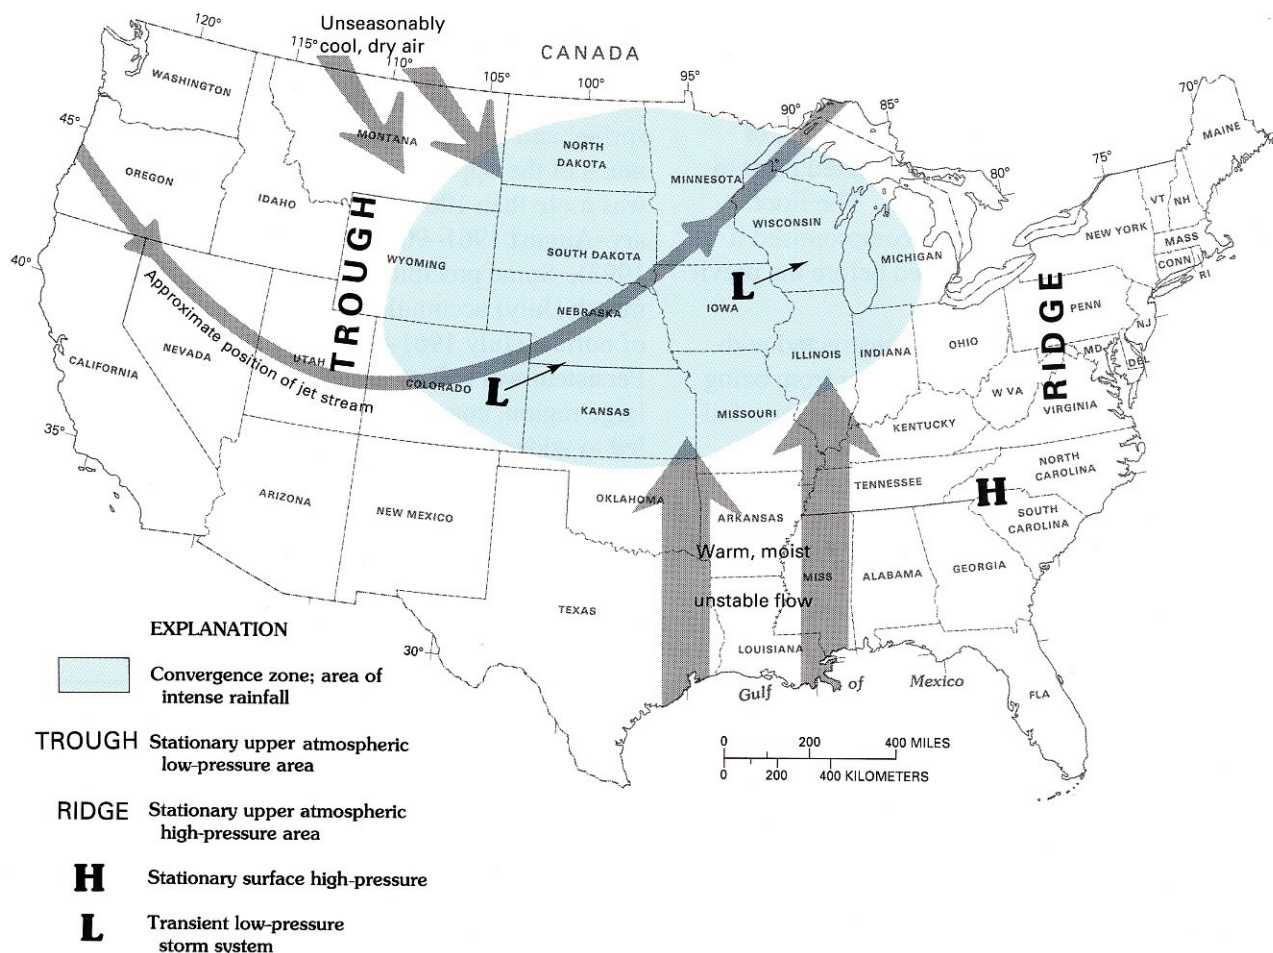 Unseasonably
cool, dry air
CANADA
120°
115°
110°
105°
100°
95°
90°
85°
80°
75°
70°
45°
40°
35°
30°
WASHINGTON
OREGON
IDAHO
MONTANA
NORTH
DAKOTA
MINNESOTA
WISCONSIN
MICHIGAN
SOUTH DAKOTA
WYOMING
NEBRASKA
IOWA
ILLINOIS
INDIANA
OHIO
PENN
NEW YORK
VT
NH
MAINE
MASS
CONN
RI
NJ
DEL
MD
W VA
VIRGINIA
KENTUCKY
TENNESSEE
NORTH
CAROLINA
SOUTH
CAROLINA
GEORGIA
ALABAMA
MISS
LOUISIANA
ARKANSAS
MISSOURI
KANSAS
OKLAHOMA
TEXAS
NEW MEXICO
ARIZONA
COLORADO
UTAH
NEVADA
CALIFORNIA
FLA
TROUGH
RIDGE
L
L
H
Approximate position of jet stream
Warm, moist
unstable flow
Gulf of Mexico
0 200 400 MILES
0 200 400 KILOMETERS
EXPLANATION
Convergence zone; area of
intense rainfall
TROUGH Stationary upper atmospheric
low-pressure area
RIDGE Stationary upper atmospheric
high-pressure area
H Stationary surface high-pressure
L Transient low-pressure
storm system